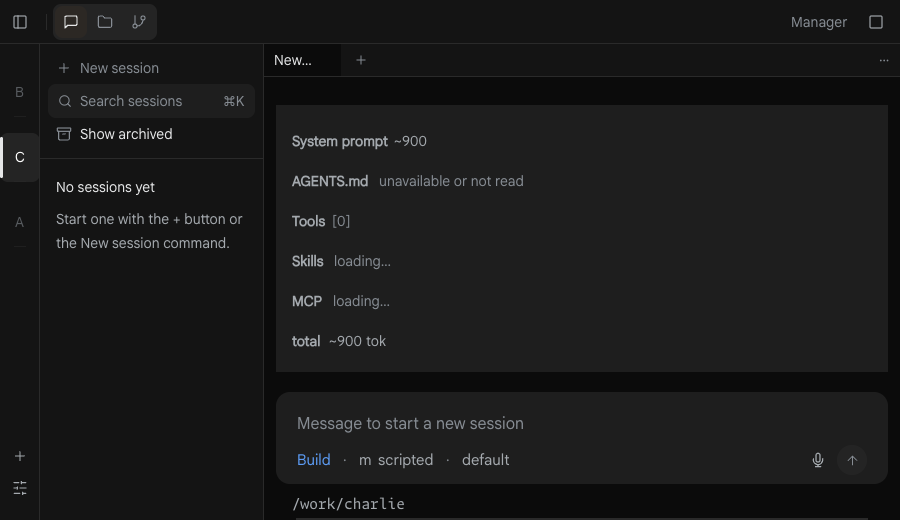 Manager
B
C
A
New session
Search sessions ⌘K
Show archived
No sessions yet
Start one with the + button or
the New session command.
New...
System prompt ~900
AGENTS.md unavailable or not read
Tools [0]
Skills loading...
MCP loading...
total ~900 tok
Message to start a new session
Build · m scripted · default
/work/charlie